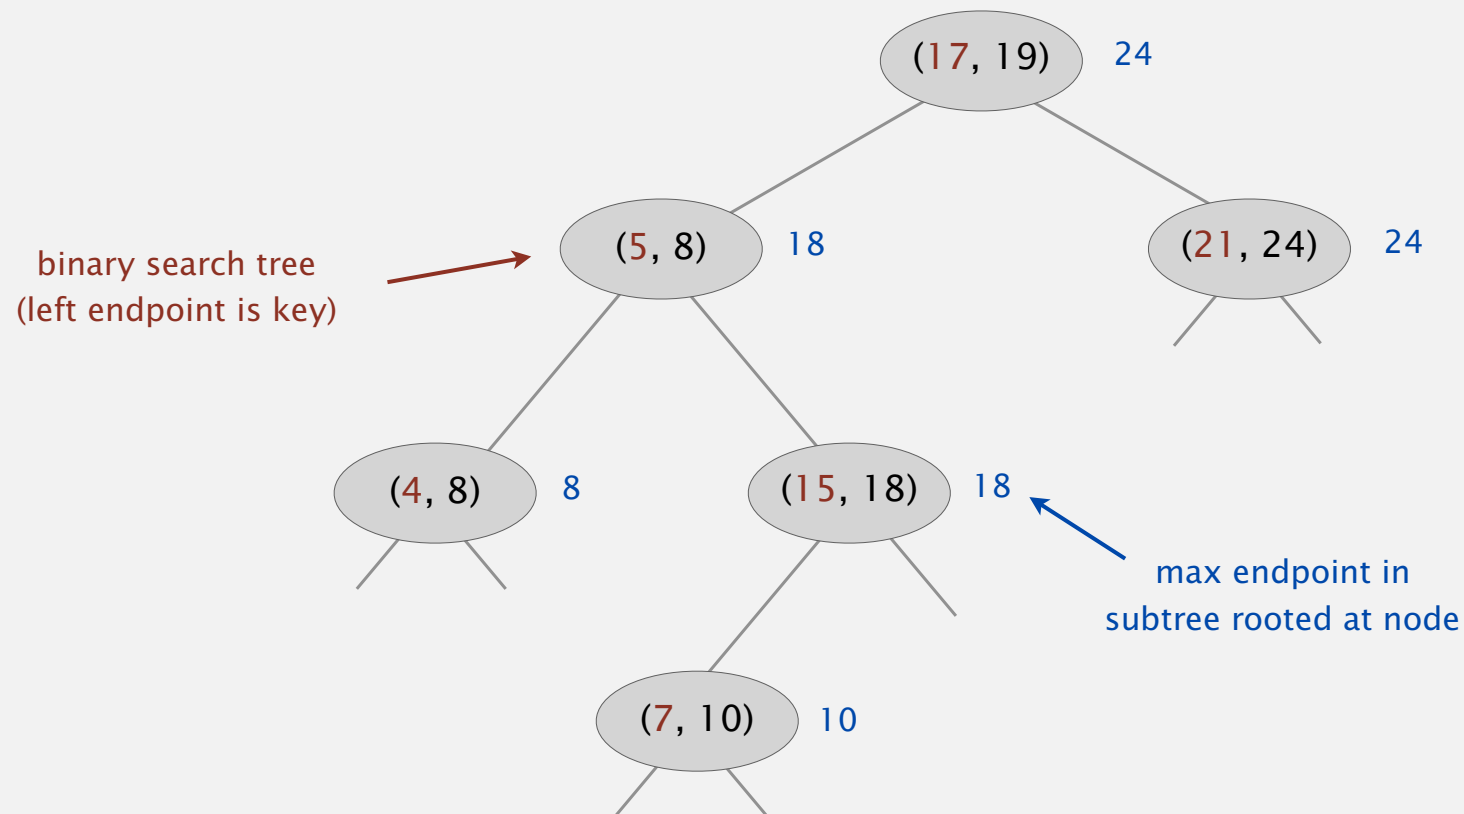 (17, 19) 24
(5, 8) 18
(21, 24) 24
binary search tree
(left endpoint is key)
(4, 8) 8
(15, 18) 18
max endpoint in
subtree rooted at node
(7, 10) 10